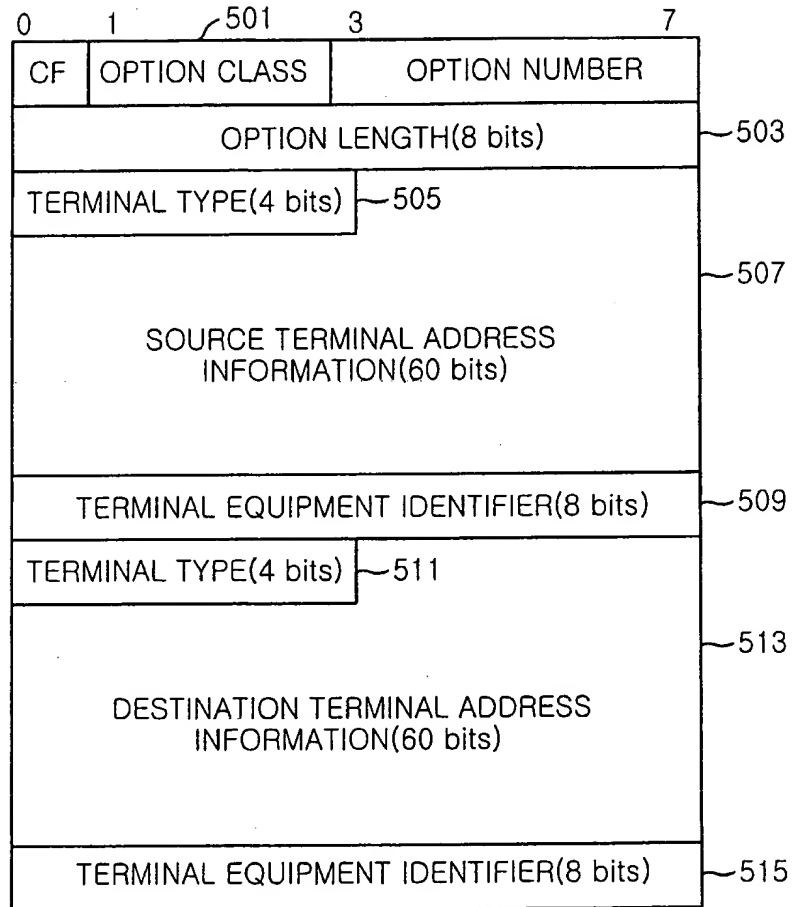 0 1 501 3 7
CF OPTION CLASS OPTION NUMBER
OPTION LENGTH(8 bits) 503
TERMINAL TYPE(4 bits) 505
507
SOURCE TERMINAL ADDRESS
INFORMATION(60 bits)
TERMINAL EQUIPMENT IDENTIFIER(8 bits) 509
TERMINAL TYPE(4 bits) 511
513
DESTINATION TERMINAL ADDRESS
INFORMATION(60 bits)
TERMINAL EQUIPMENT IDENTIFIER(8 bits) 515